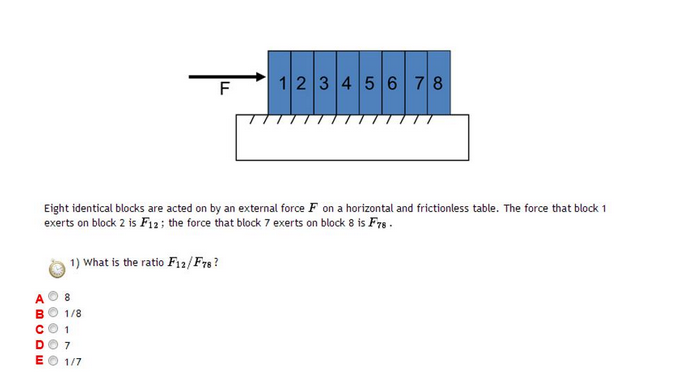 F
1 2 3 4 5 6 7 8
Eight identical blocks are acted on by an external force F on a horizontal and frictionless table. The force that block 1
exerts on block 2 is F₁₂; the force that block 7 exerts on block 8 is F₇₈.
1) What is the ratio F₁₂/F₇₈?
A 8
B 1/8
C 1
D 7
E 1/7